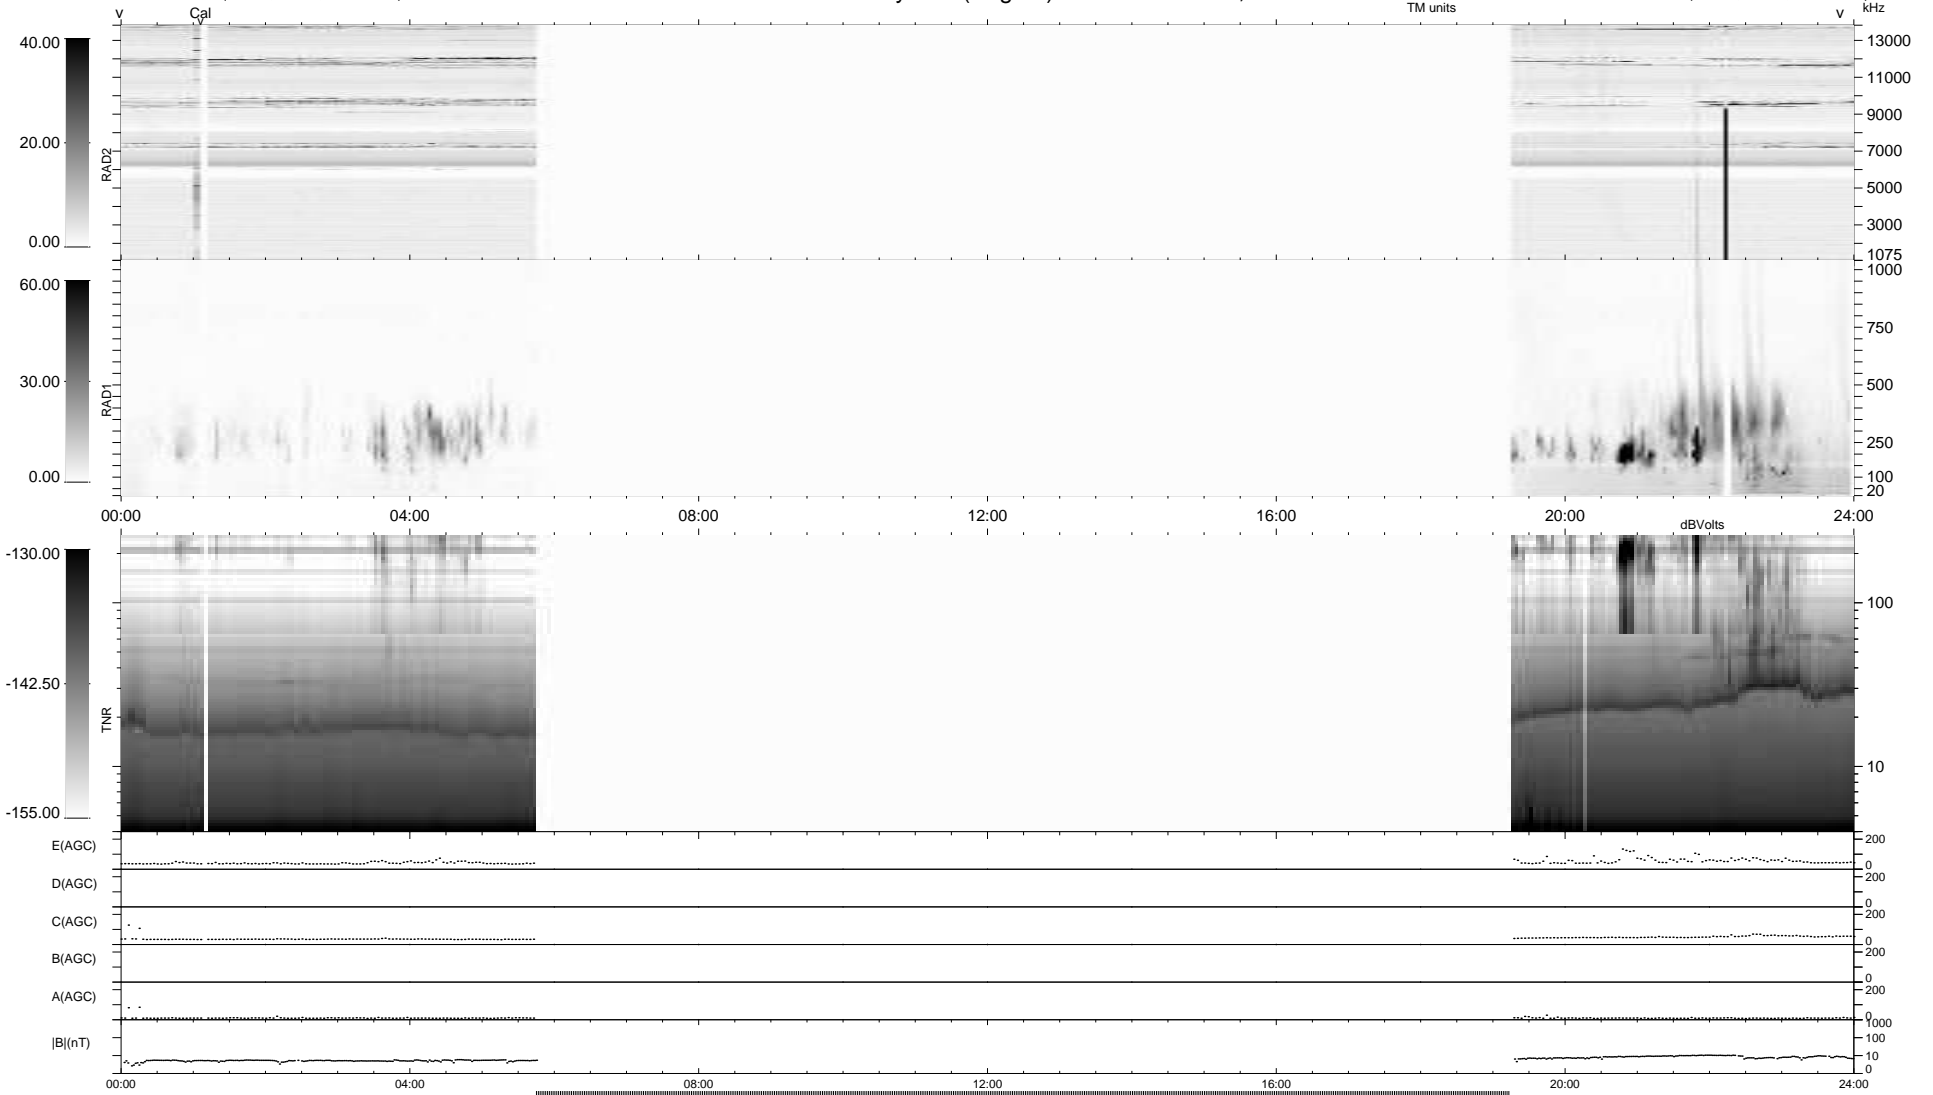 v Cal TM units v kHz
v
40.00
20.00
0.00
RAD2
13000
11000
9000
7000
5000
3000
1075
60.00
30.00
0.00
RAD1
1000
750
500
250
100
20
00:00 04:00 08:00 12:00 16:00 20:00 24:00
dBVolts
-130.00
-142.50
-155.00
TNR
100
10
E(AGC) 200 0
D(AGC) 200 0
C(AGC) 200 0
B(AGC) 200 0
A(AGC) 200 0
|B|(nT) 1000 100 10
00:00 04:00 08:00 12:00 16:00 20:00 24:00